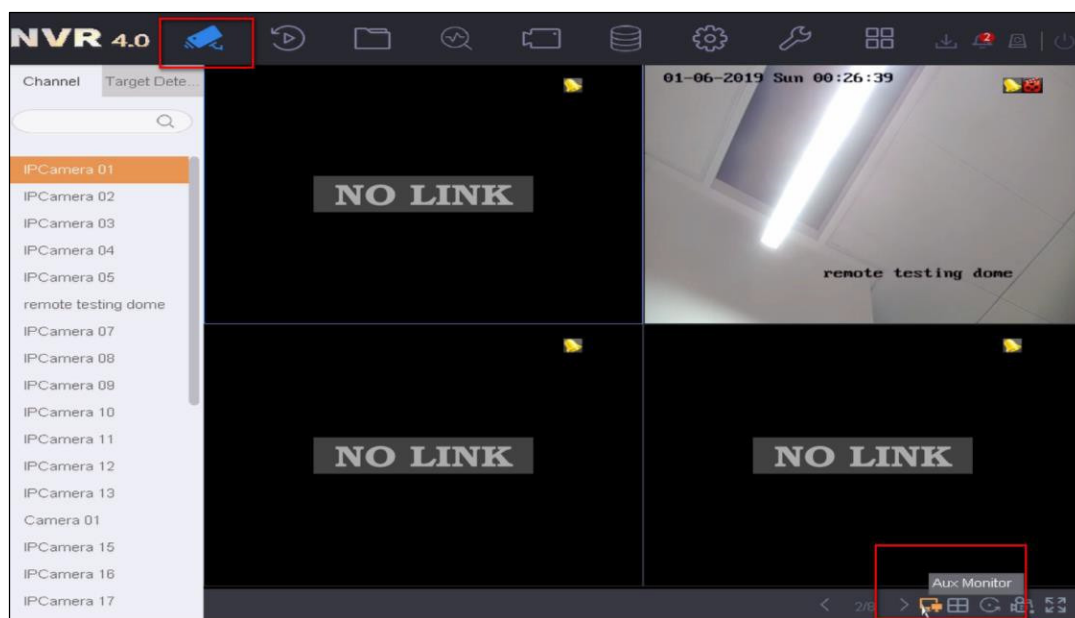 NVR 4.0
2
Channel Target Dete...
IPCamera 01
IPCamera 02
IPCamera 03
IPCamera 04
IPCamera 05
remote testing dome
IPCamera 07
IPCamera 08
IPCamera 09
IPCamera 10
IPCamera 11
IPCamera 12
IPCamera 13
Camera 01
IPCamera 15
IPCamera 16
IPCamera 17
NO LINK
01-06-2019 Sun 00:26:39
remote testing dome
NO LINK
NO LINK
Aux Monitor
2/8